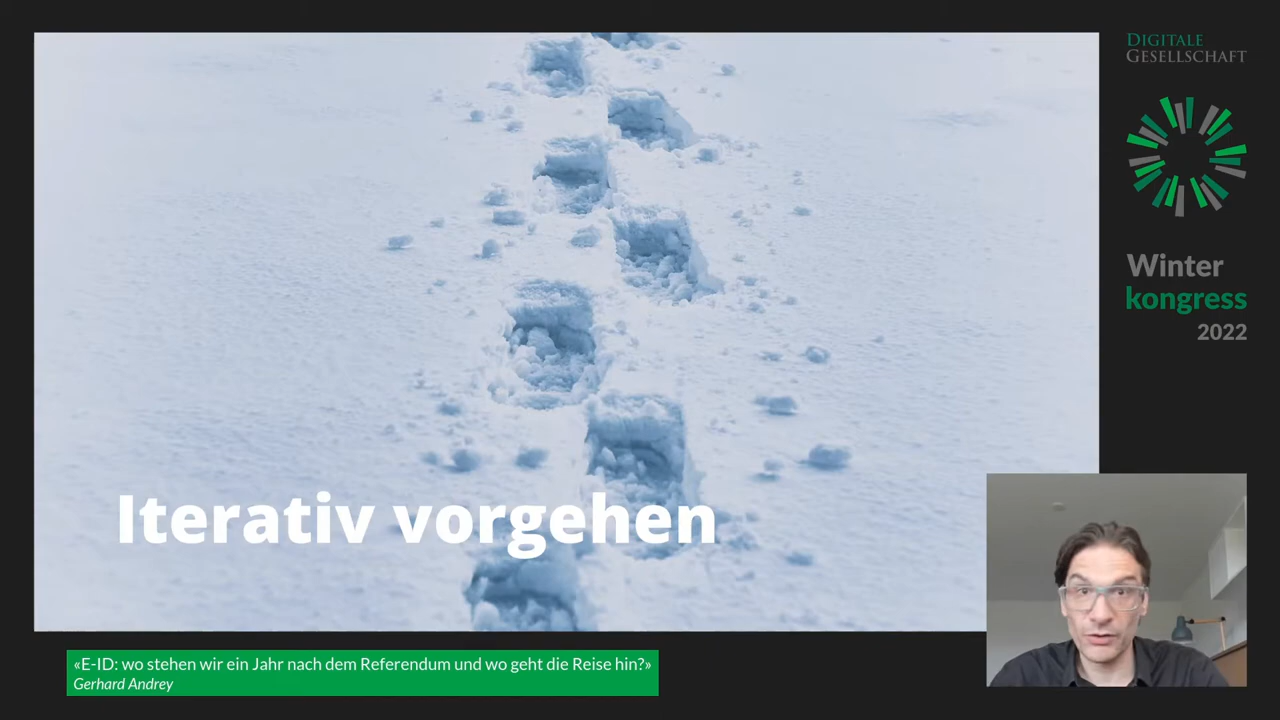 DIGITALE
GESELLSCHAFT
Winter
kongress
2022
Iterativ vorgehen
«E-ID: wo stehen wir ein Jahr nach dem Referendum und wo geht die Reise hin?»
Gerhard Andrey